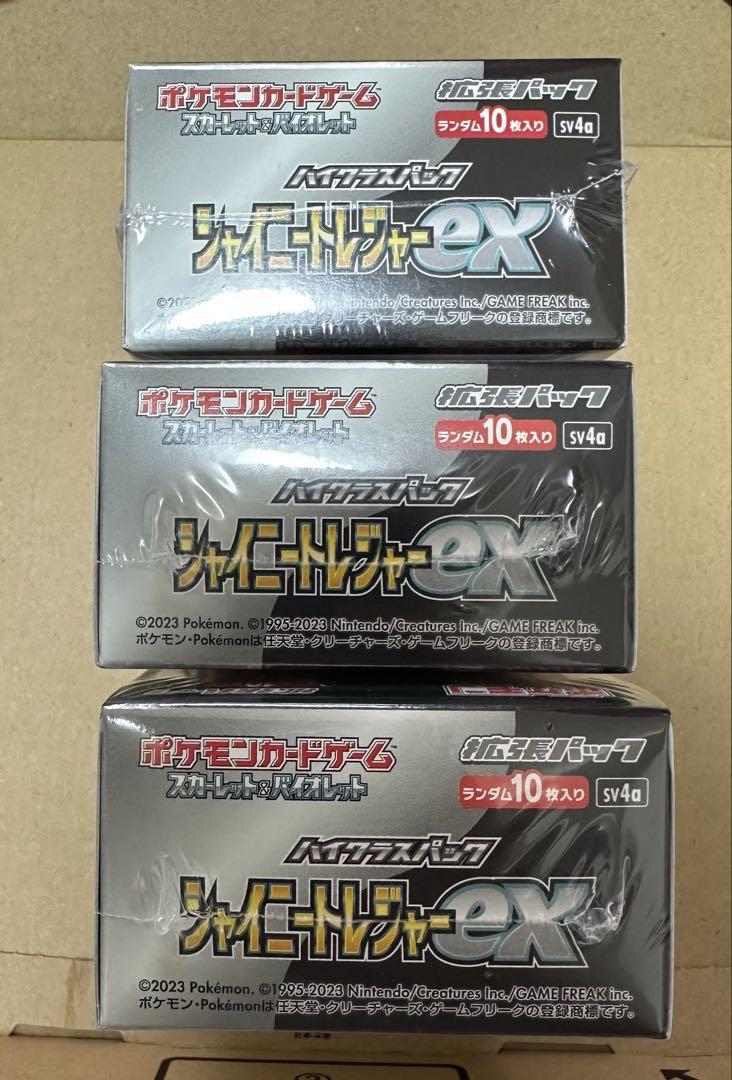 ポケモンカードゲーム 拡張パック
スカーレット&バイオレット ランダム10枚入り sv4a
ハイクラスパック
シャイニートレジャーex
Nintendo/Creatures Inc./GAME FREAK inc.
クリーチャーズ・ゲームフリークの登録商標です。
ポケモンカードゲーム 拡張パック
スカーレット&バイオレット ランダム10枚入り sv4a
ハイクラスパック
シャイニートレジャーex
©2023 Pokémon. ©1995-2023 Nintendo/Creatures Inc./GAME FREAK inc.
ポケモン・Pokémonは任天堂・クリーチャーズ・ゲームフリークの登録商標です。
ポケモンカードゲーム™ 拡張パック
スカーレット&バイオレット ランダム10枚入り sv4a
ハイクラスパック
シャイニートレジャーex
©2023 Pokémon. ©1995-2023 Nintendo/Creatures Inc./GAME FREAK inc.
ポケモン・Pokémonは任天堂・クリーチャーズ・ゲームフリークの登録商標です。